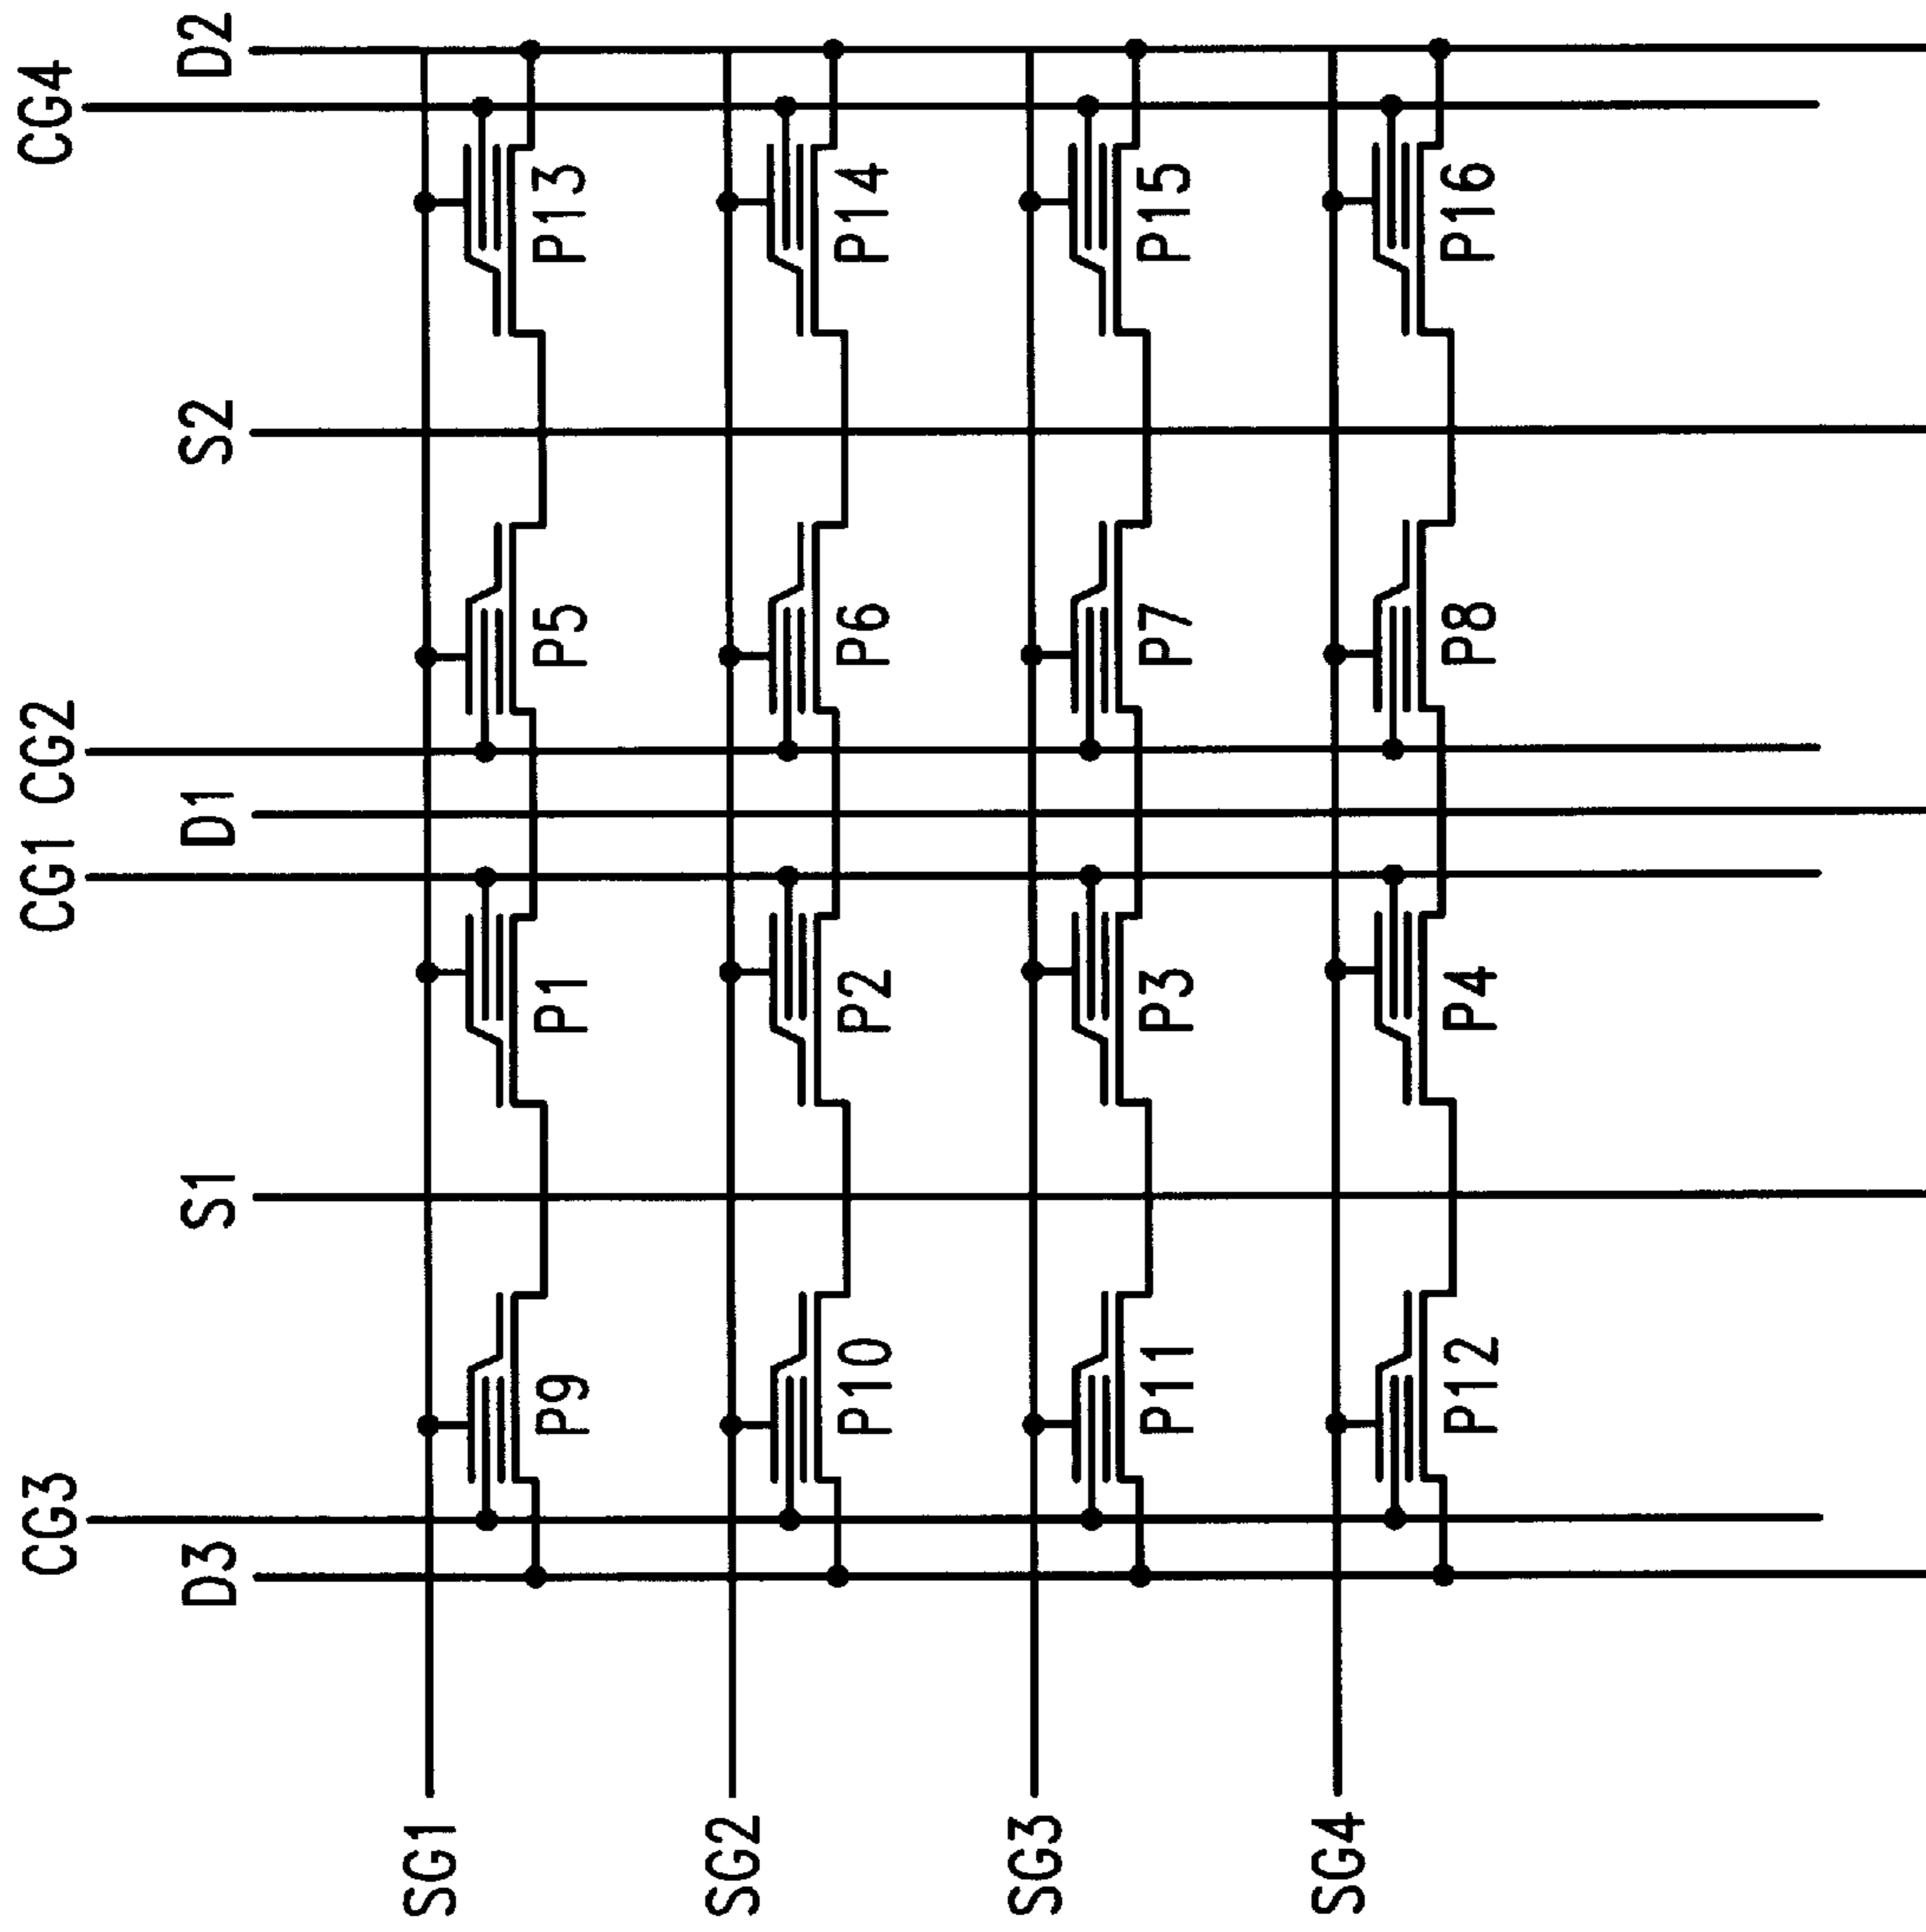 CG3 CG1 CG2 CG4
D3 S1 D1 S2 D2
SG1
P9 P1 P5 P13
SG2
P10 P2 P6 P14
SG3
P11 P3 P7 P15
SG4
P12 P4 P8 P16